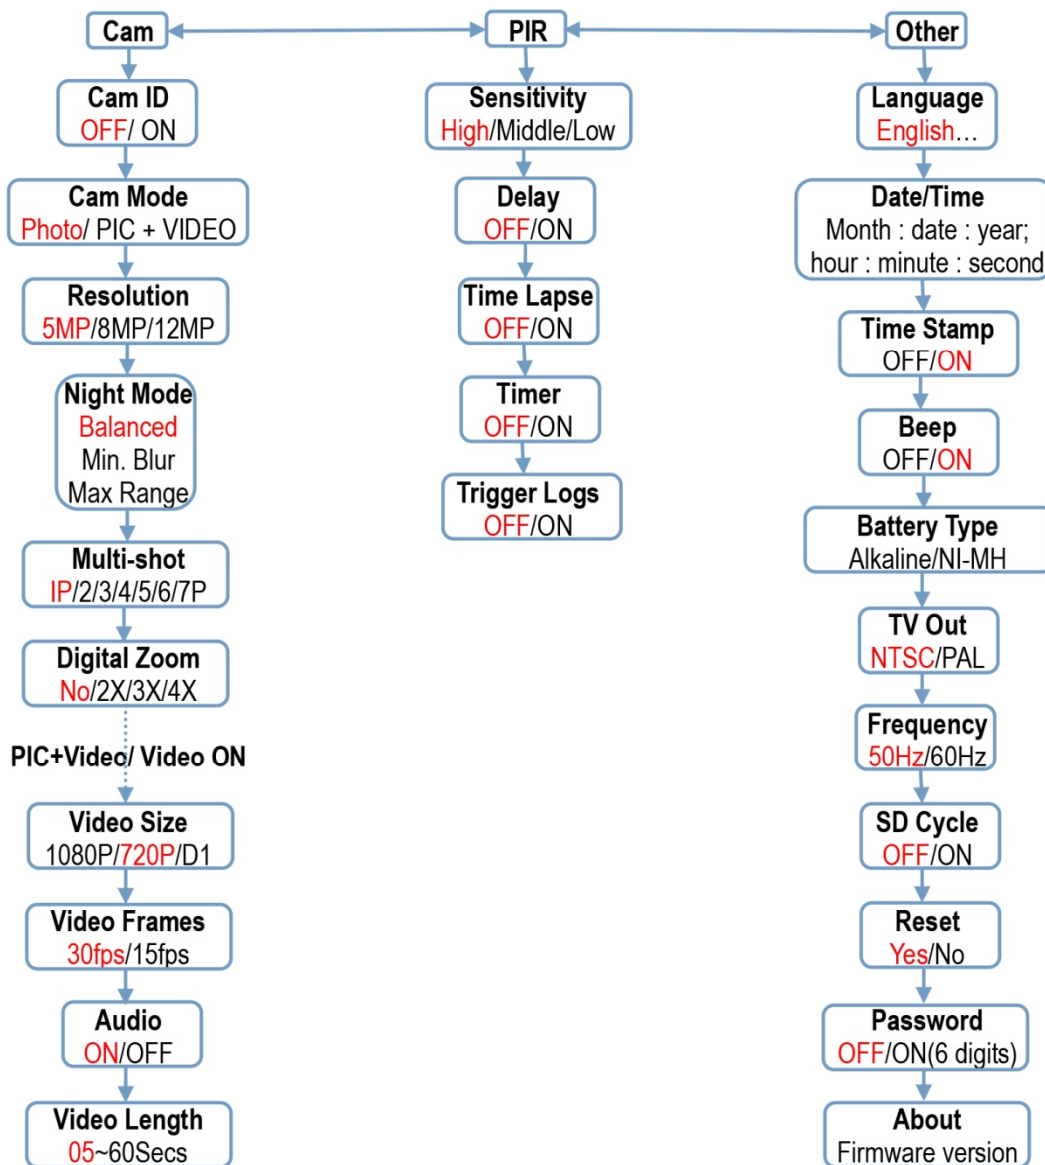 Cam
PIR
Other
Cam ID
OFF/ ON
Cam Mode
Photo/ PIC + VIDEO
Resolution
5MP/8MP/12MP
Night Mode
Balanced
Min. Blur
Max Range
Multi-shot
IP/2/3/4/5/6/7P
Digital Zoom
No/2X/3X/4X
PIC+Video/ Video ON
Video Size
1080P/720P/D1
Video Frames
30fps/15fps
Audio
ON/OFF
Video Length
05~60Secs
Sensitivity
High/Middle/Low
Delay
OFF/ON
Time Lapse
OFF/ON
Timer
OFF/ON
Trigger Logs
OFF/ON
Language
English...
Date/Time
Month : date : year;
hour : minute : second
Time Stamp
OFF/ON
Beep
OFF/ON
Battery Type
Alkaline/NI-MH
TV Out
NTSC/PAL
Frequency
50Hz/60Hz
SD Cycle
OFF/ON
Reset
Yes/No
Password
OFF/ON(6 digits)
About
Firmware version